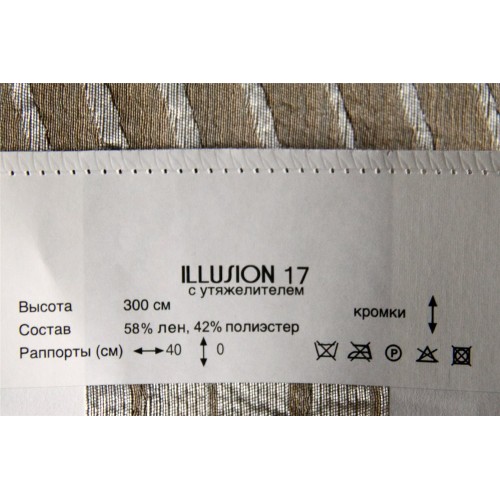 ILLUSION 17
с утяжелителем
Высота 300 см
кромки
Состав 58% лен, 42% полиэстер
Раппорты (см) 40 0
P